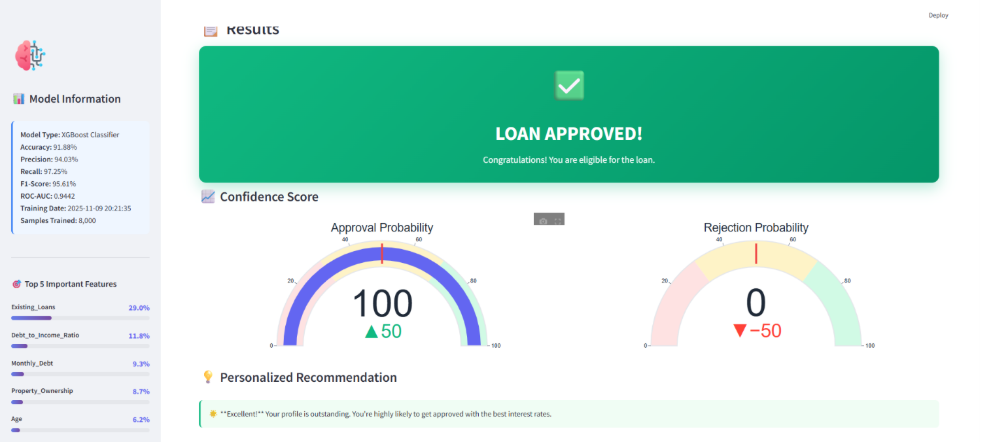 Deploy
Model Information
Model Type: XGBoost Classifier
Accuracy: 91.88%
Precision: 94.03%
Recall: 97.25%
F1-Score: 95.61%
ROC-AUC: 0.9442
Training Date: 2025-11-09 20:21:35
Samples Trained: 8,000
Top 5 Important Features
Existing_Loans 29.0%
Debt_to_Income_Ratio 11.8%
Monthly_Debt 9.3%
Property_Ownership 8.7%
Age 6.2%
Results
LOAN APPROVED!
Congratulations! You are eligible for the loan.
Confidence Score
Approval Probability
0
20
40
60
80
100
100
▲50
Rejection Probability
0
20
40
60
80
100
0
▼−50
Personalized Recommendation
**Excellent!** Your profile is outstanding. You're highly likely to get approved with the best interest rates.